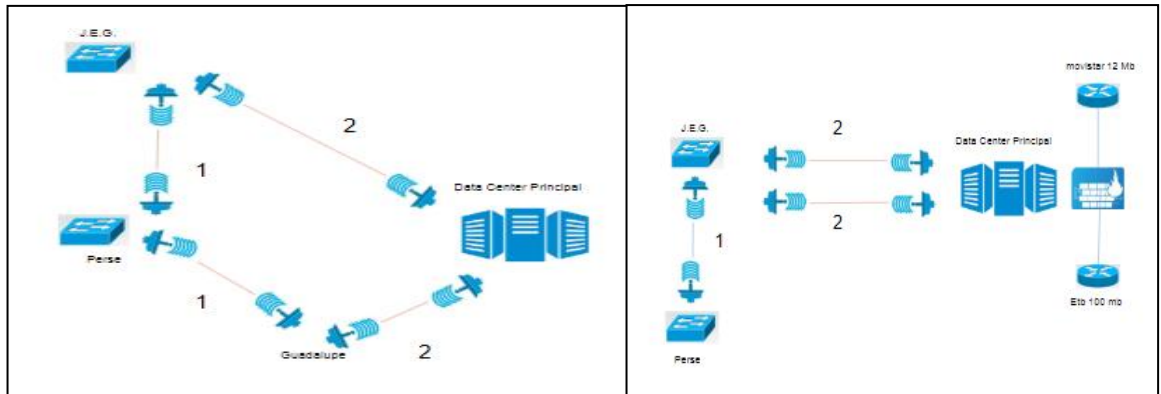 J.E.G.
2
1
Data Center Principal
Perse
1
Guadalupe
2
movistar 12 Mb
J.E.G.
2
Data Center Principal
2
1
Etb 100 mb
Perse